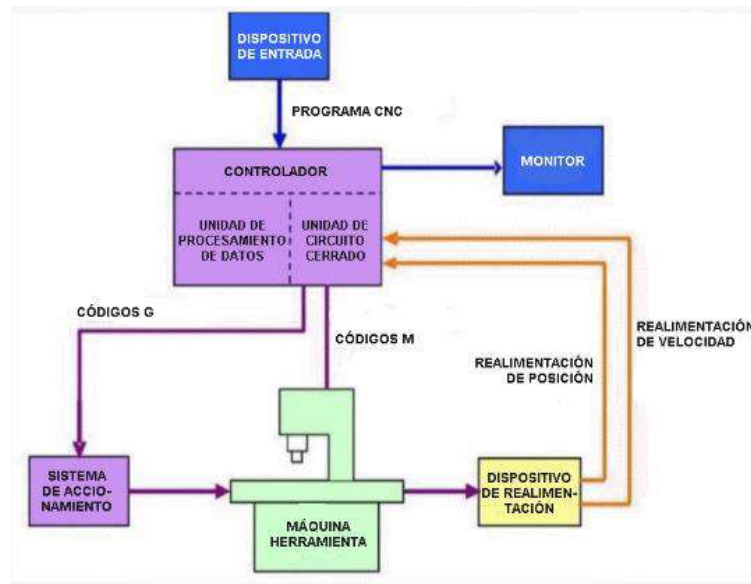 DISPOSITIVO
DE ENTRADA
PROGRAMA CNC
CONTROLADOR
MONITOR
UNIDAD DE
PROCESAMIENTO
DE DATOS
UNIDAD DE
CIRCUITO
CERRADO
CÓDIGOS G
CÓDIGOS M
REALIMENTACIÓN
DE VELOCIDAD
REALIMENTACIÓN
DE POSICIÓN
SISTEMA
DE ACCIO-
NAMIENTO
MÁQUINA
HERRAMIENTA
DISPOSITIVO
DE REALIMEN-
TACIÓN